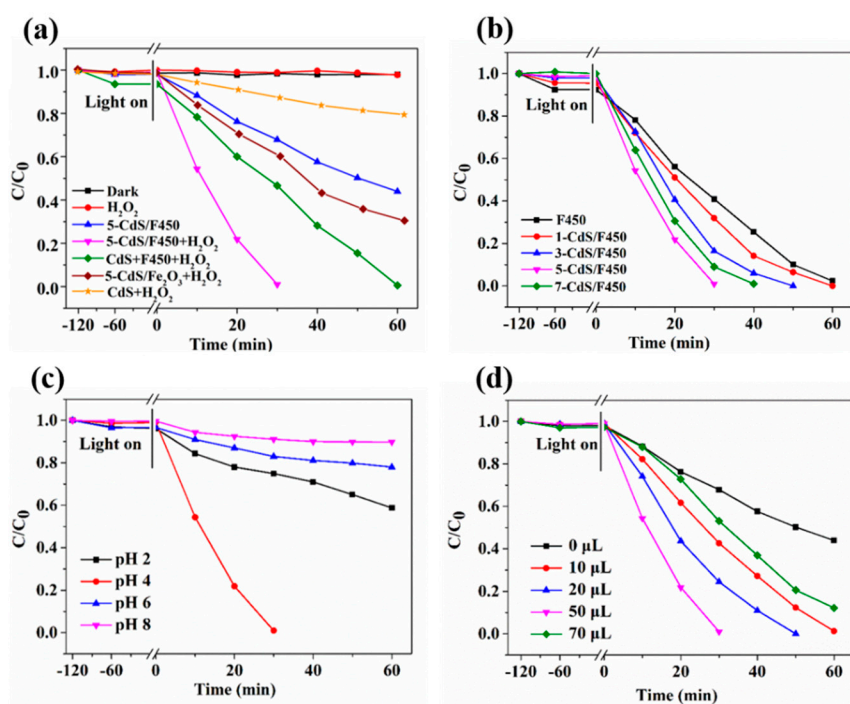 (a)
C/C0
1.0
0.8
0.6
0.4
0.2
0.0
Light on
Dark
H2O2
5-CdS/F450
5-CdS/F450+H2O2
CdS+F450+H2O2
5-CdS/Fe2O3+H2O2
CdS+H2O2
-120 -60 0 20 40 60
Time (min)
(b)
C/C0
1.0
0.8
0.6
0.4
0.2
0.0
Light on
F450
1-CdS/F450
3-CdS/F450
5-CdS/F450
7-CdS/F450
-120 -60 0 20 40 60
Time (min)
(c)
C/C0
1.0
0.8
0.6
0.4
0.2
0.0
Light on
pH 2
pH 4
pH 6
pH 8
-120 -60 0 20 40 60
Time (min)
(d)
C/C0
1.0
0.8
0.6
0.4
0.2
0.0
Light on
0 µL
10 µL
20 µL
50 µL
70 µL
-120 -60 0 20 40 60
Time (min)